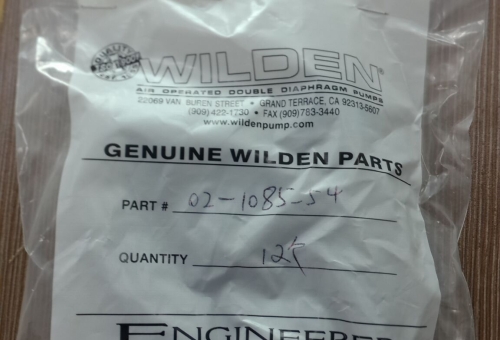 WILDEN®
AIR OPERATED DOUBLE DIAPHRAGM PUMPS
22069 VAN BUREN STREET • GRAND TERRACE, CA 92313-5607
(909) 422-1730 • FAX (909) 783-3440
www.wildenpump.com
GENUINE WILDEN PARTS
PART # 02-1085-54
QUANTITY
ENGINEERED